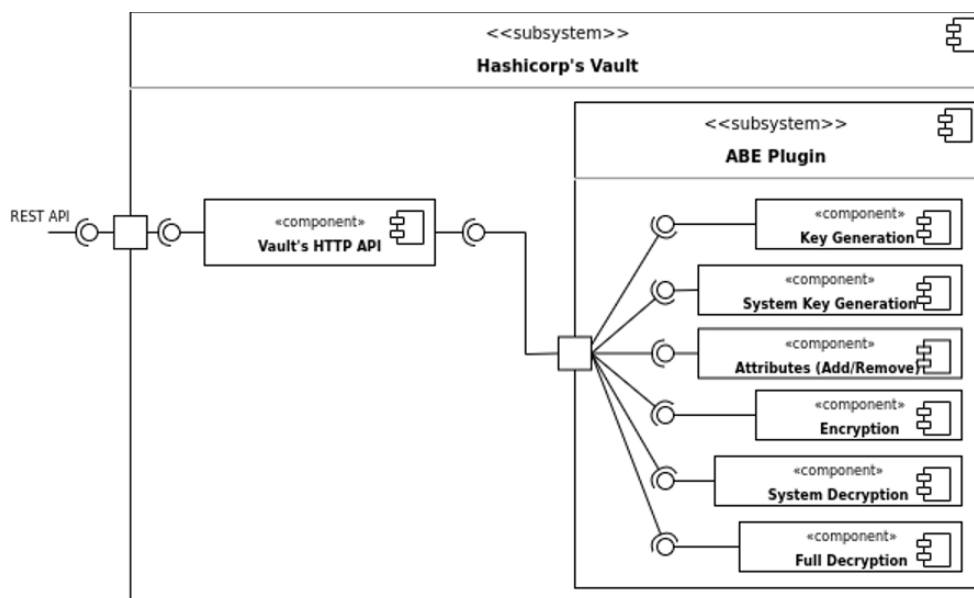 <<subsystem>>
Hashicorp's Vault
<<subsystem>>
ABE Plugin
REST API
«component»
Vault's HTTP API
«component»
Key Generation
«component»
System Key Generation
«component»
Attributes (Add/Remove)
«component»
Encryption
«component»
System Decryption
«component»
Full Decryption